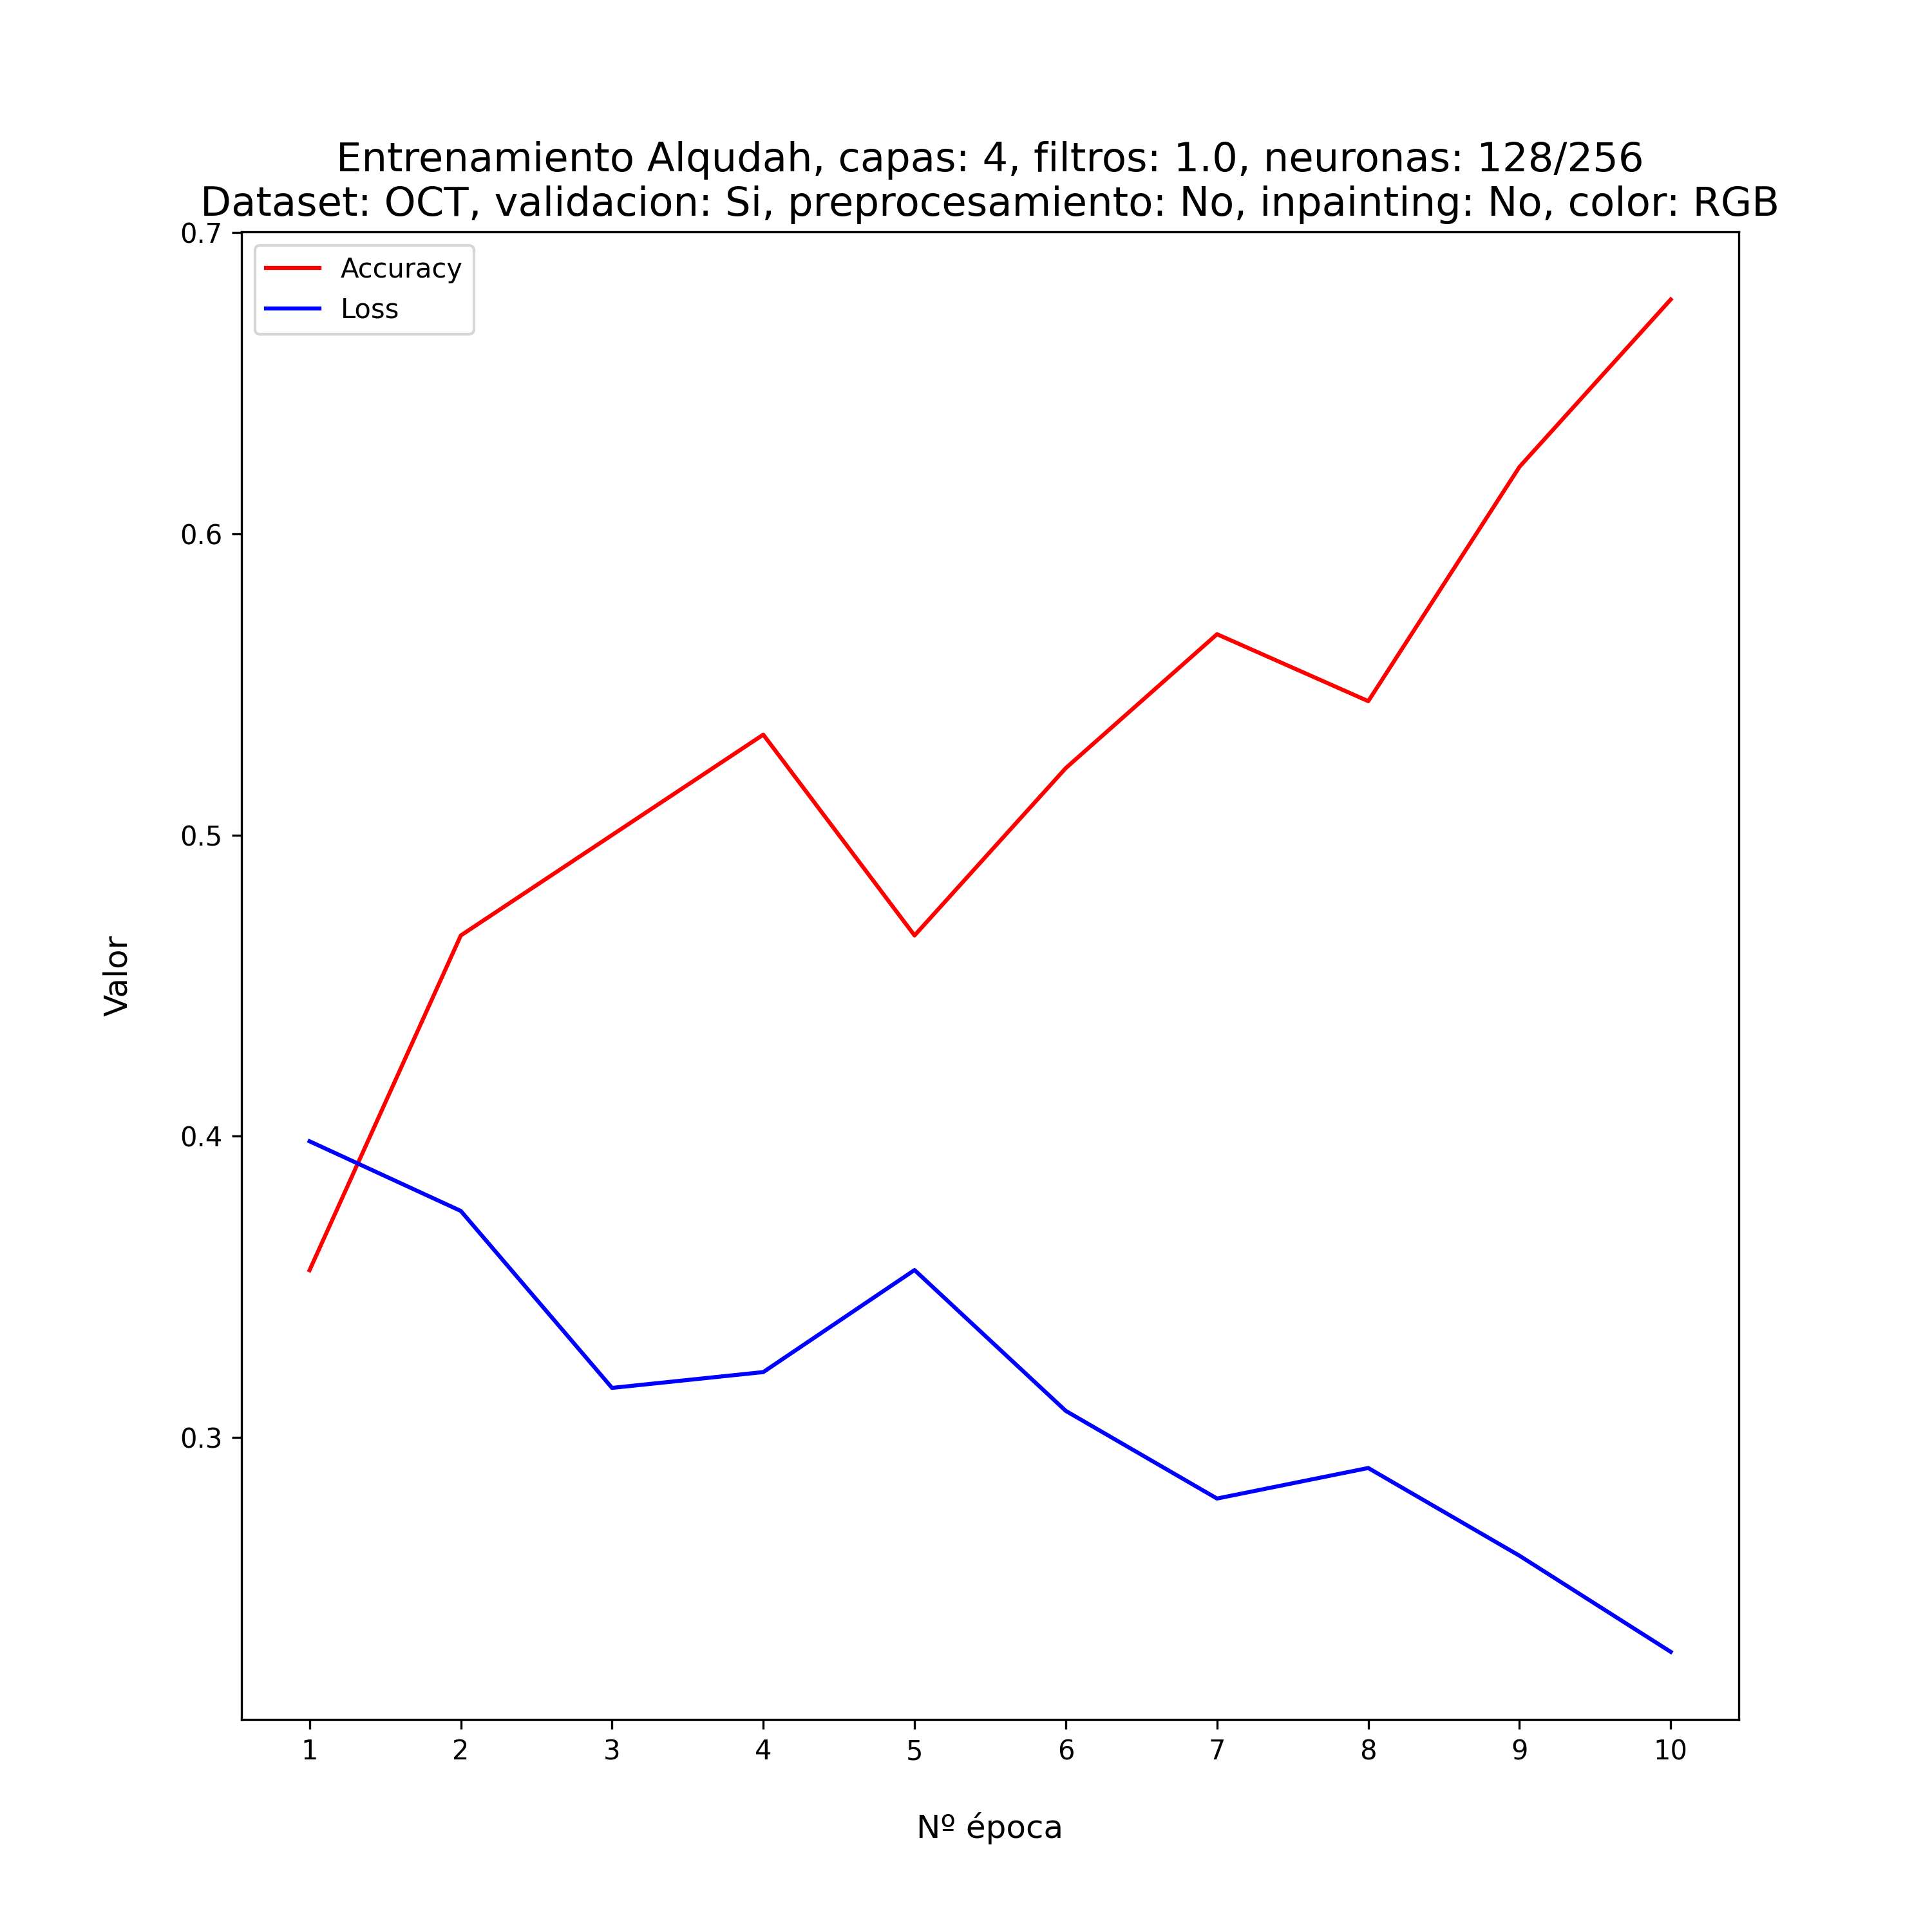 Entrenamiento Alqudah, capas: 4, filtros: 1.0, neuronas: 128/256
Dataset: OCT, validacion: Si, preprocesamiento: No, inpainting: No, color: RGB
Accuracy
Loss
0.7
0.6
0.5
0.4
0.3
Valor
1 2 3 4 5 6 7 8 9 10
Nº época